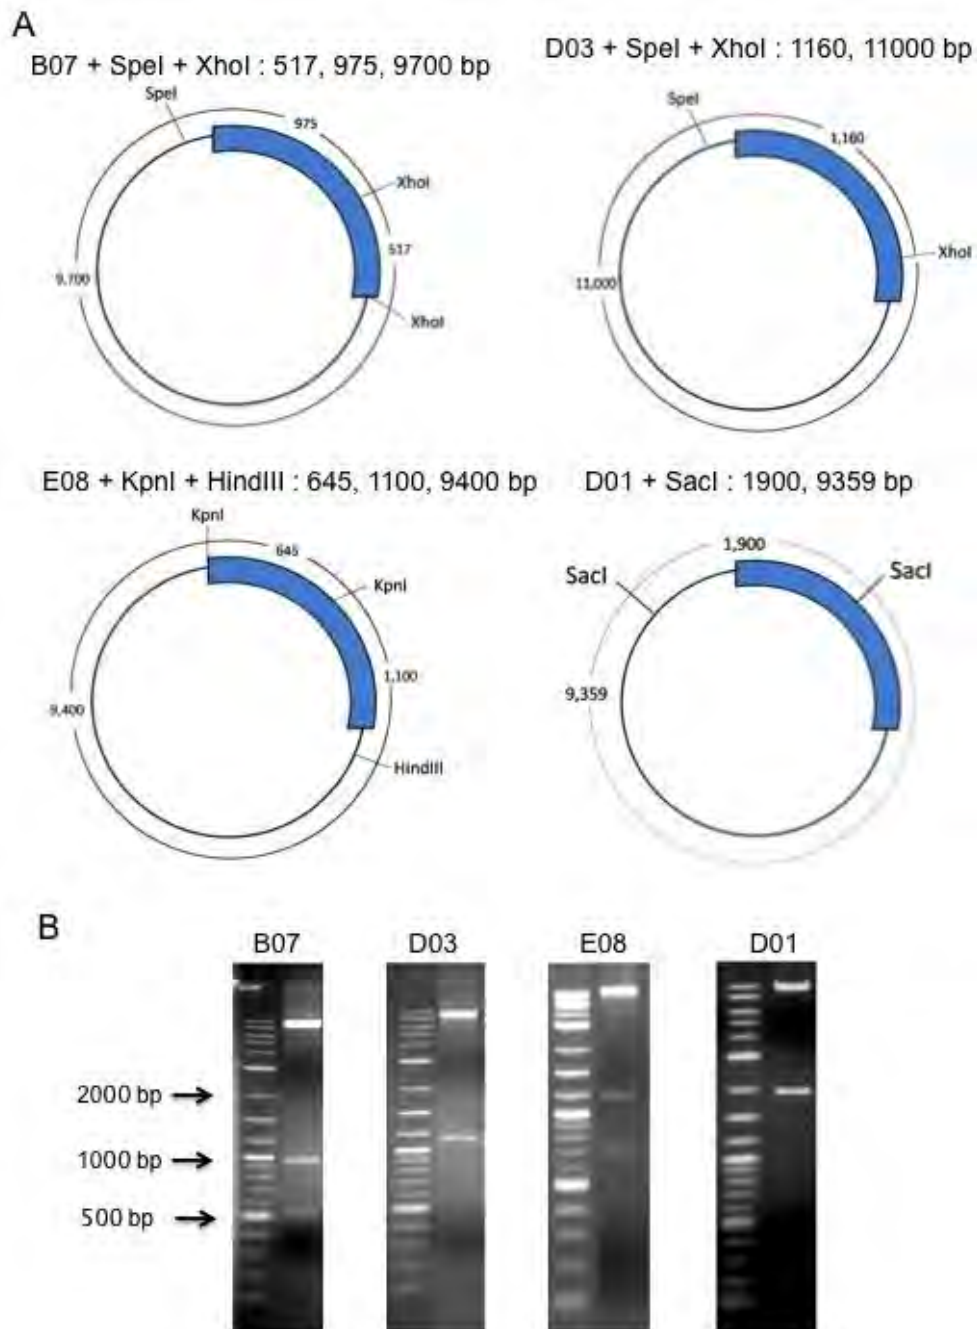 A
B07 + SpeI + XhoI : 517, 975, 9700 bp
D03 + SpeI + XhoI : 1160, 11000 bp
SpeI
975
XhoI
517
9,700
XhoI
SpeI
1,160
XhoI
11,000
E08 + KpnI + HindIII : 645, 1100, 9400 bp
D01 + SacI : 1900, 9359 bp
KpnI
645
KpnI
1,100
9,400
HindIII
1,900
SacI
SacI
9,359
B
B07
D03
E08
D01
2000 bp
1000 bp
500 bp